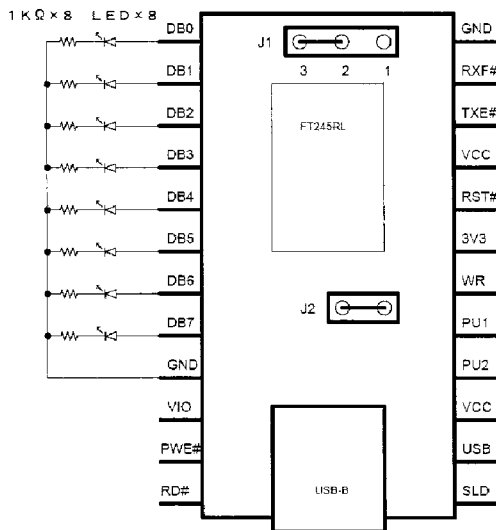 1KΩ×8 LED×8
DB0
DB1
DB2
DB3
DB4
DB5
DB6
DB7
GND
VIO
PWE#
RD#
J1
3 2 1
FT245RL
J2
USB-B
GND
RXF#
TXE#
VCC
RST#
3V3
WR
PU1
PU2
VCC
USB
SLD